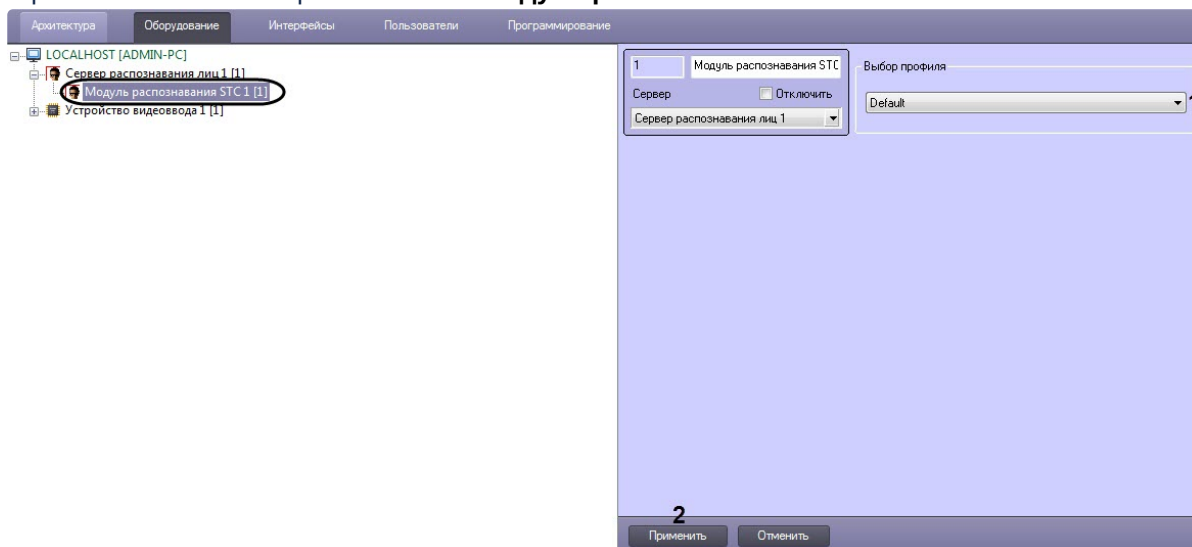 Архитектура Оборудование Интерфейсы Пользователи Программирование
LOCALHOST [ADMIN-PC]
Сервер распознавания лиц 1 [1]
Модуль распознавания STC 1 [1]
Устройство видеоввода 1 [1]
1 Модуль распознавания STC
Сервер Отключить
Сервер распознавания лиц 1
Выбор профиля
Default 1
2
Применить Отменить